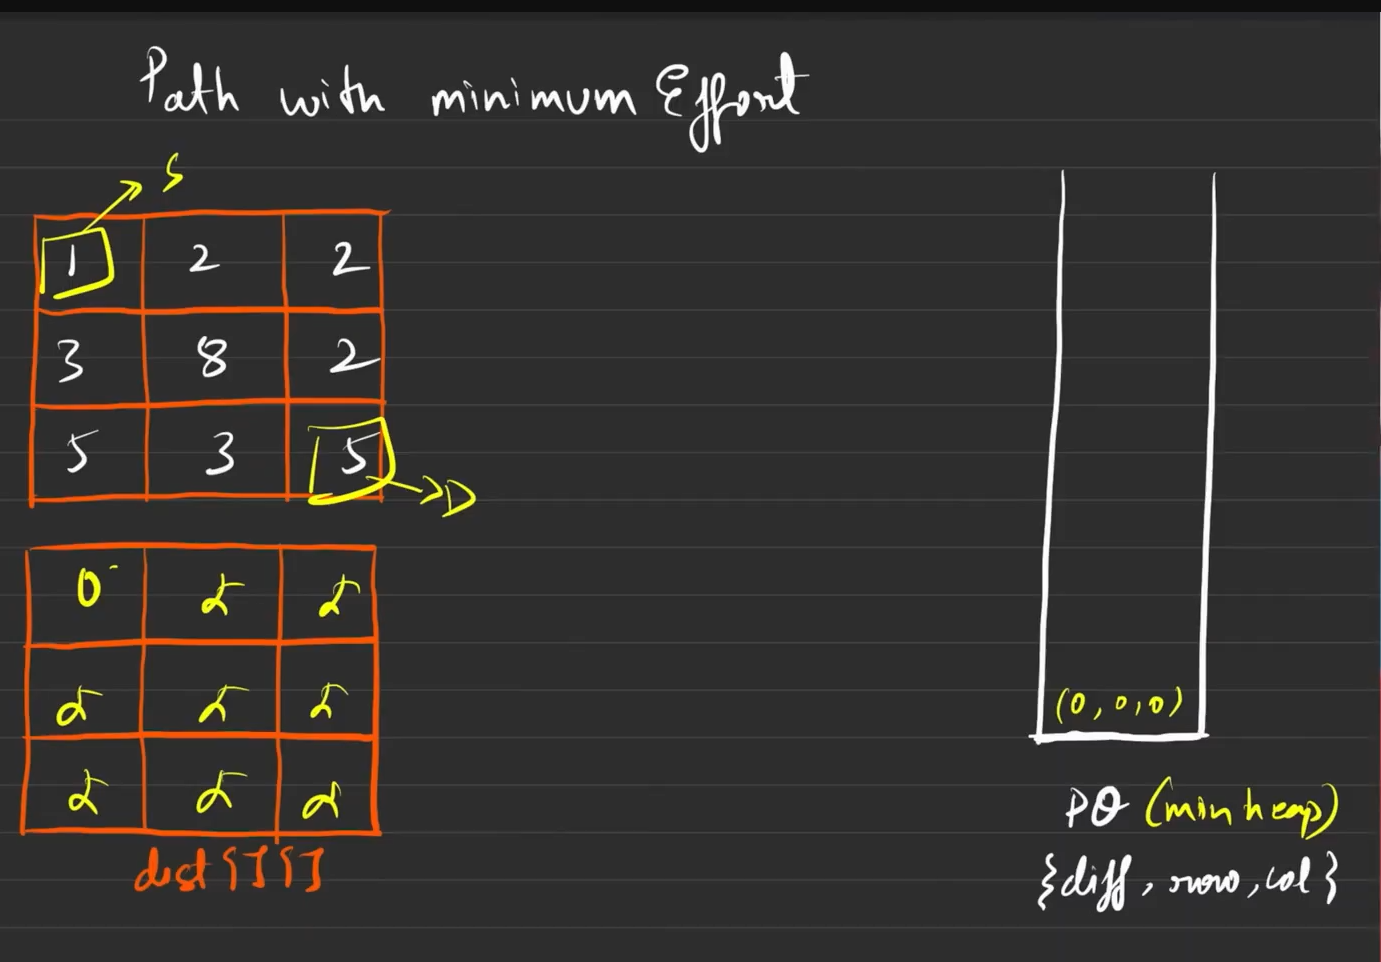 Path with minimum Effort
S
1 2 2
3 8 2
5 3 5
D
0 α α
α α α
α α α
dist[][]
(0, 0, 0)
PQ (min heap)
{diff, row, col}